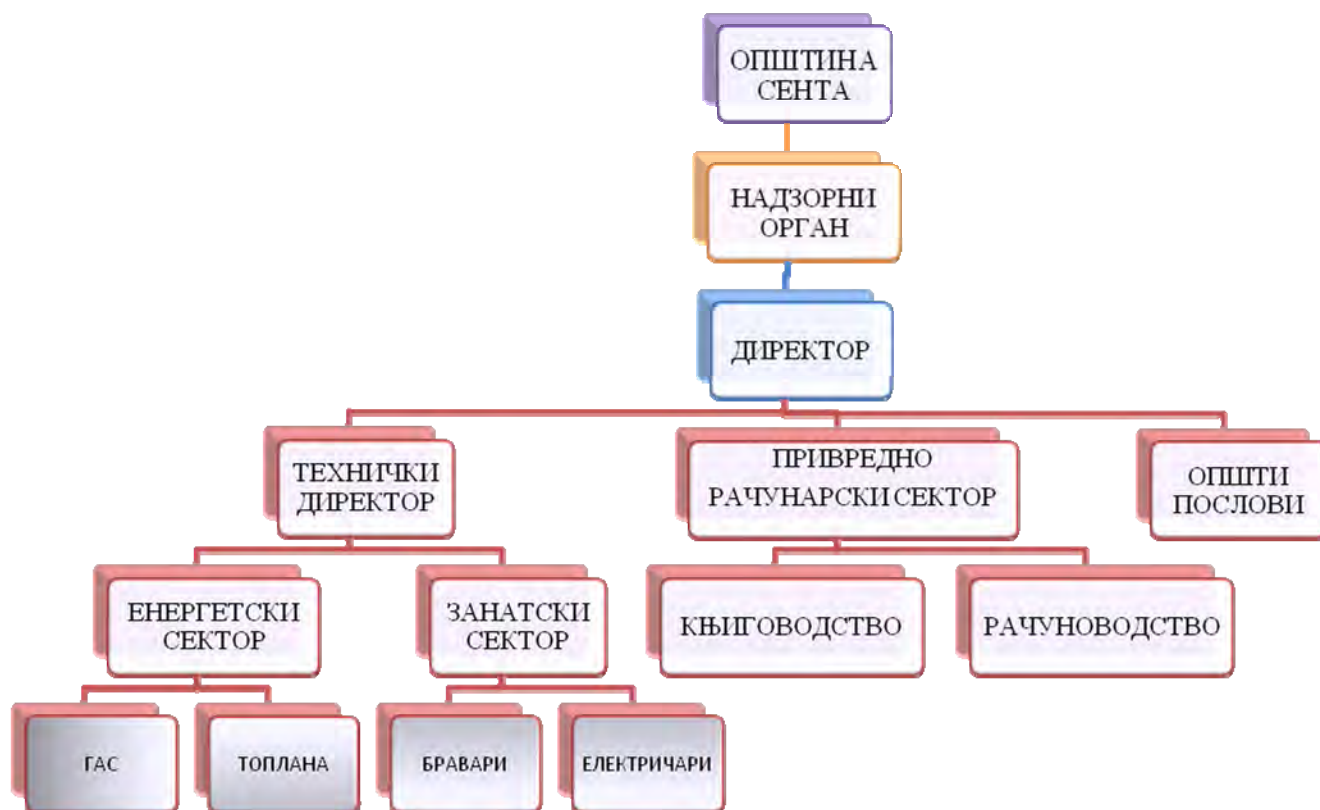 ОПШТИНА
СЕНТА
НАДЗОРНИ
ОРГАН
ДИРЕКТОР
ТЕХНИЧКИ
ДИРЕКТОР
ПРИВРЕДНО
РАЧУНАРСКИ СЕКТОР
ОПШТИ
ПОСЛОВИ
ЕНЕРГЕТСКИ
СЕКТОР
ЗАНАТСКИ
СЕКТОР
КЊИГОВОДСТВО
РАЧУНОВОДСТВО
ГАС
ТОПЛАНА
БРАВАРИ
ЕЛЕКТРИЧАРИ